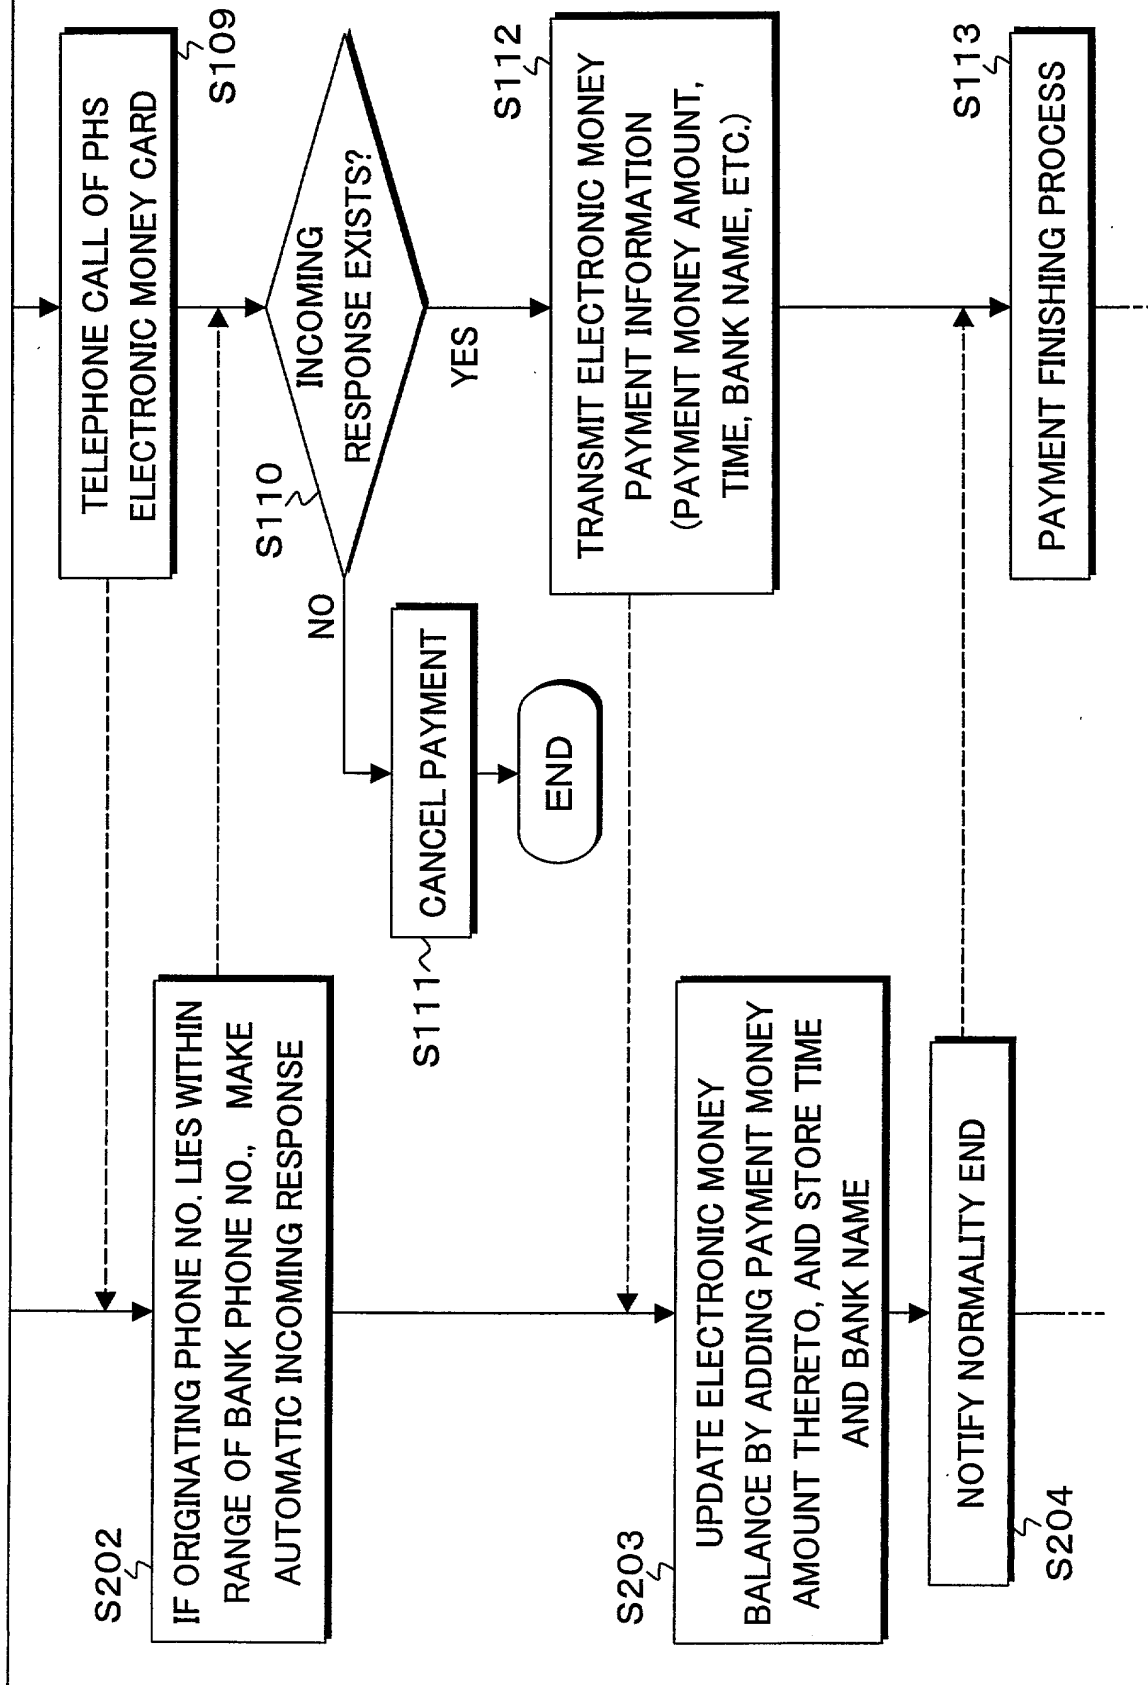 S202
IF ORIGINATING PHONE NO. LIES WITHIN
RANGE OF BANK PHONE NO., MAKE
AUTOMATIC INCOMING RESPONSE
S203
UPDATE ELECTRONIC MONEY
BALANCE BY ADDING PAYMENT MONEY
AMOUNT THERETO, AND STORE TIME
AND BANK NAME
NOTIFY NORMALITY END
S204
TELEPHONE CALL OF PHS
ELECTRONIC MONEY CARD
S109
S110
INCOMING
RESPONSE EXISTS?
NO
YES
S111
CANCEL PAYMENT
END
S112
TRANSMIT ELECTRONIC MONEY
PAYMENT INFORMATION
(PAYMENT MONEY AMOUNT,
TIME, BANK NAME, ETC.)
S113
PAYMENT FINISHING PROCESS